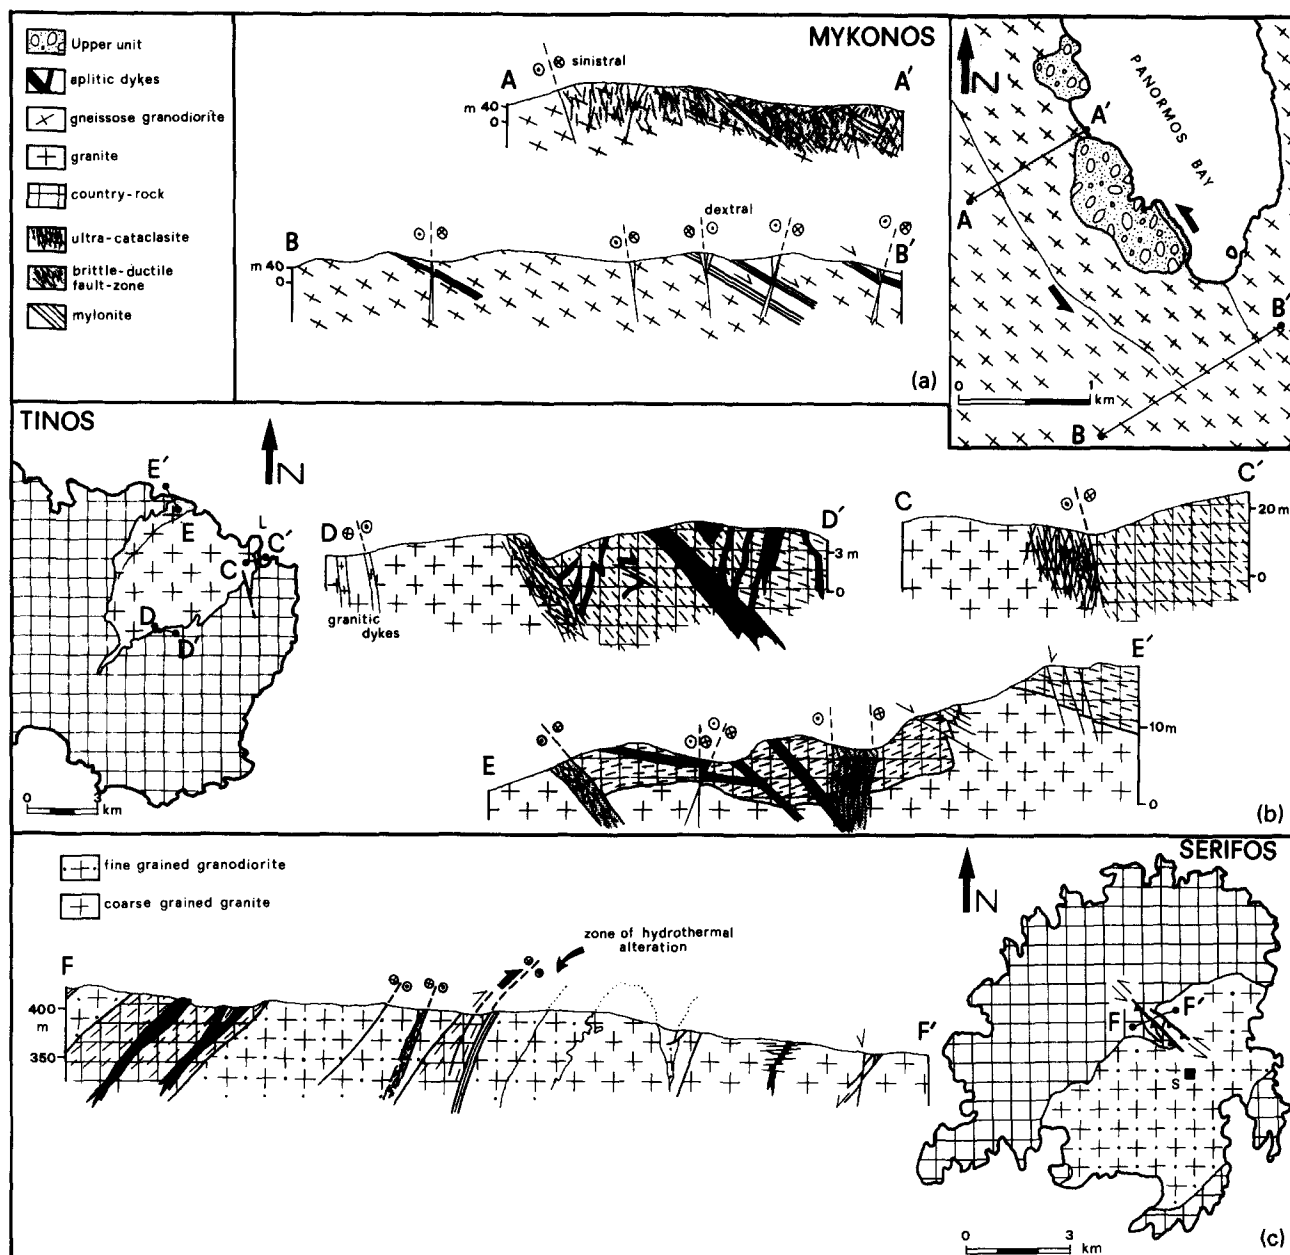 Upper unit
aplitic dykes
gneissose granodiorite
granite
country-rock
ultra-cataclasite
brittle-ductile
fault-zone
mylonite
MYKONOS
A
sinistral
A'
m 40
0
B
dextral
B'
m 40
0
(a)
N
PANORMOS BAY
A'
A
B'
B
0
1
km
TINOS
N
E'
E
L
C'
C
D
D'
0
3
km
D
D'
3 m
0
granitic
dykes
C
C'
20 m
0
E
E'
10m
0
(b)
fine grained granodiorite
coarse grained granite
SERIFOS
N
zone of hydrothermal
alteration
F
400
m
350
F'
F
F'
S
0
3
km
(c)